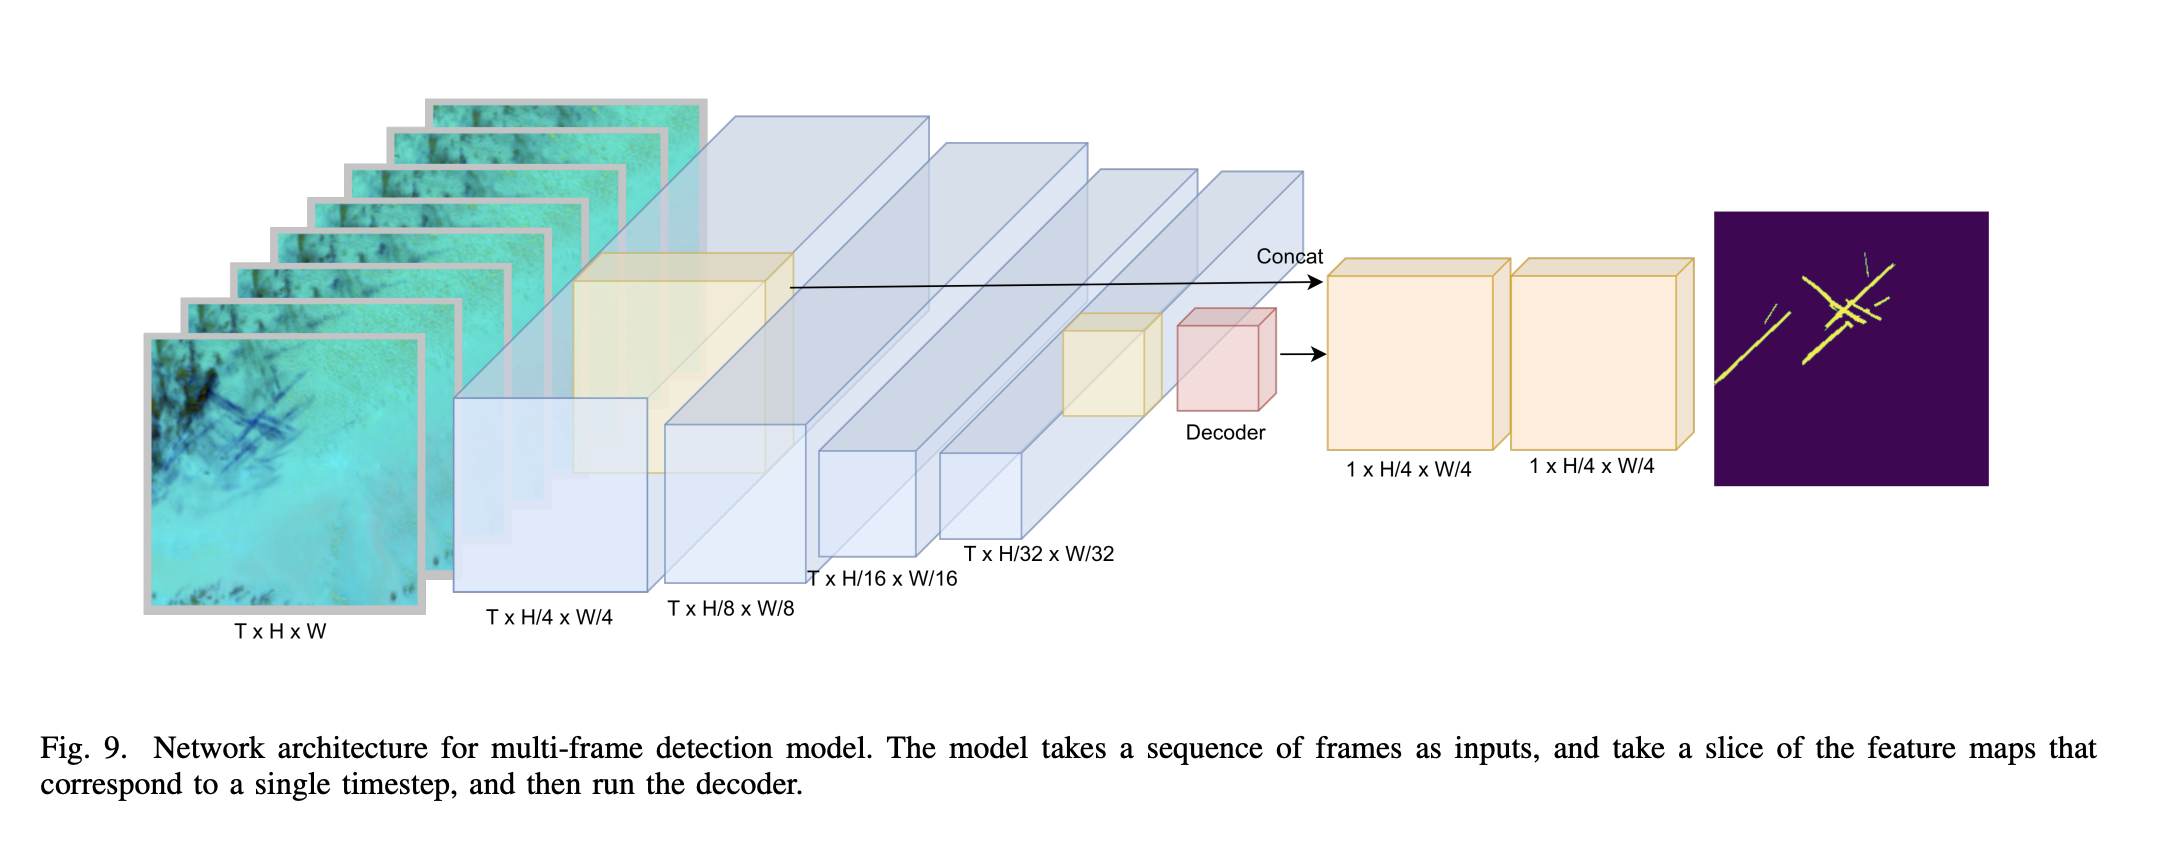 Concat
Decoder
1 x H/4 x W/4
1 x H/4 x W/4
T x H/32 x W/32
T x H/16 x W/16
T x H/8 x W/8
T x H/4 x W/4
T x H x W
Fig. 9. Network architecture for multi-frame detection model. The model takes a sequence of frames as inputs, and take a slice of the feature maps that
correspond to a single timestep, and then run the decoder.